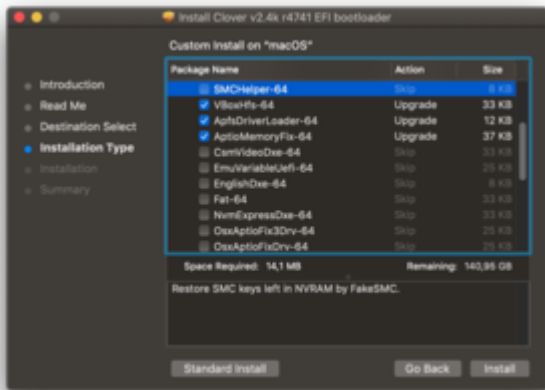 Install Clover v2.4k r4741 EFI bootloader
Custom Install on "macOS"
Introduction
Read Me
Destination Select
Installation Type
Installation
Summary
Package Name Action Size
SMCHelper-64 Skip 8 KB
VBoxHfs-64 Upgrade 33 KB
ApfsDriverLoader-64 Upgrade 12 KB
AptioMemoryFix-64 Upgrade 37 KB
CsmVideoDxe-64 Skip 33 KB
EmuVariableUefi-64 Skip 25 KB
EnglishDxe-64 Skip 8 KB
Fat-64 Skip 33 KB
NvmExpressDxe-64 Skip 33 KB
OsxAptioFix3Drv-64 Skip 25 KB
OsxAptioFixDrv-64 Skip 25 KB
Space Required: 14,1 MB Remaining: 140,95 GB
Restore SMC keys left in NVRAM by FakeSMC.
Standard Install Go Back Install